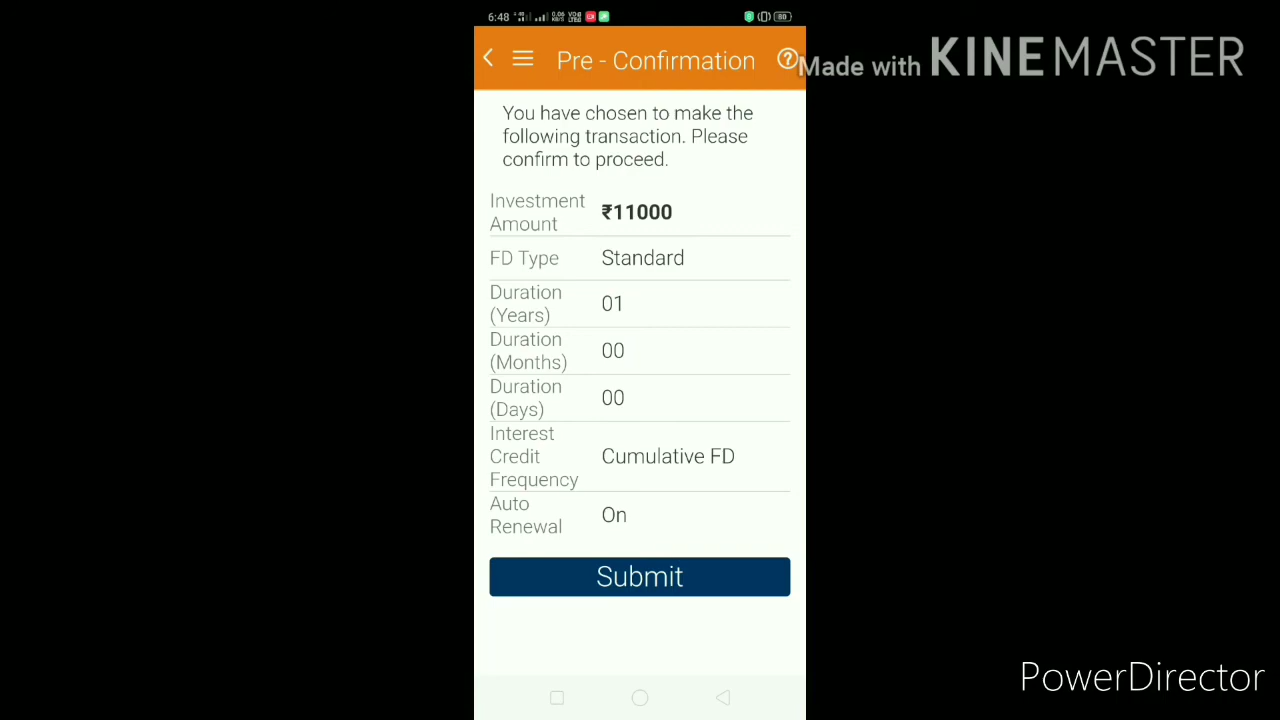 6:48
80
Pre - Confirmation
Made with KINEMASTER
You have chosen to make the
following transaction. Please
confirm to proceed.
Investment
Amount
₹11000
FD Type
Standard
Duration
(Years)
01
Duration
(Months)
00
Duration
(Days)
00
Interest
Credit
Frequency
Cumulative FD
Auto
Renewal
On
Submit
PowerDirector